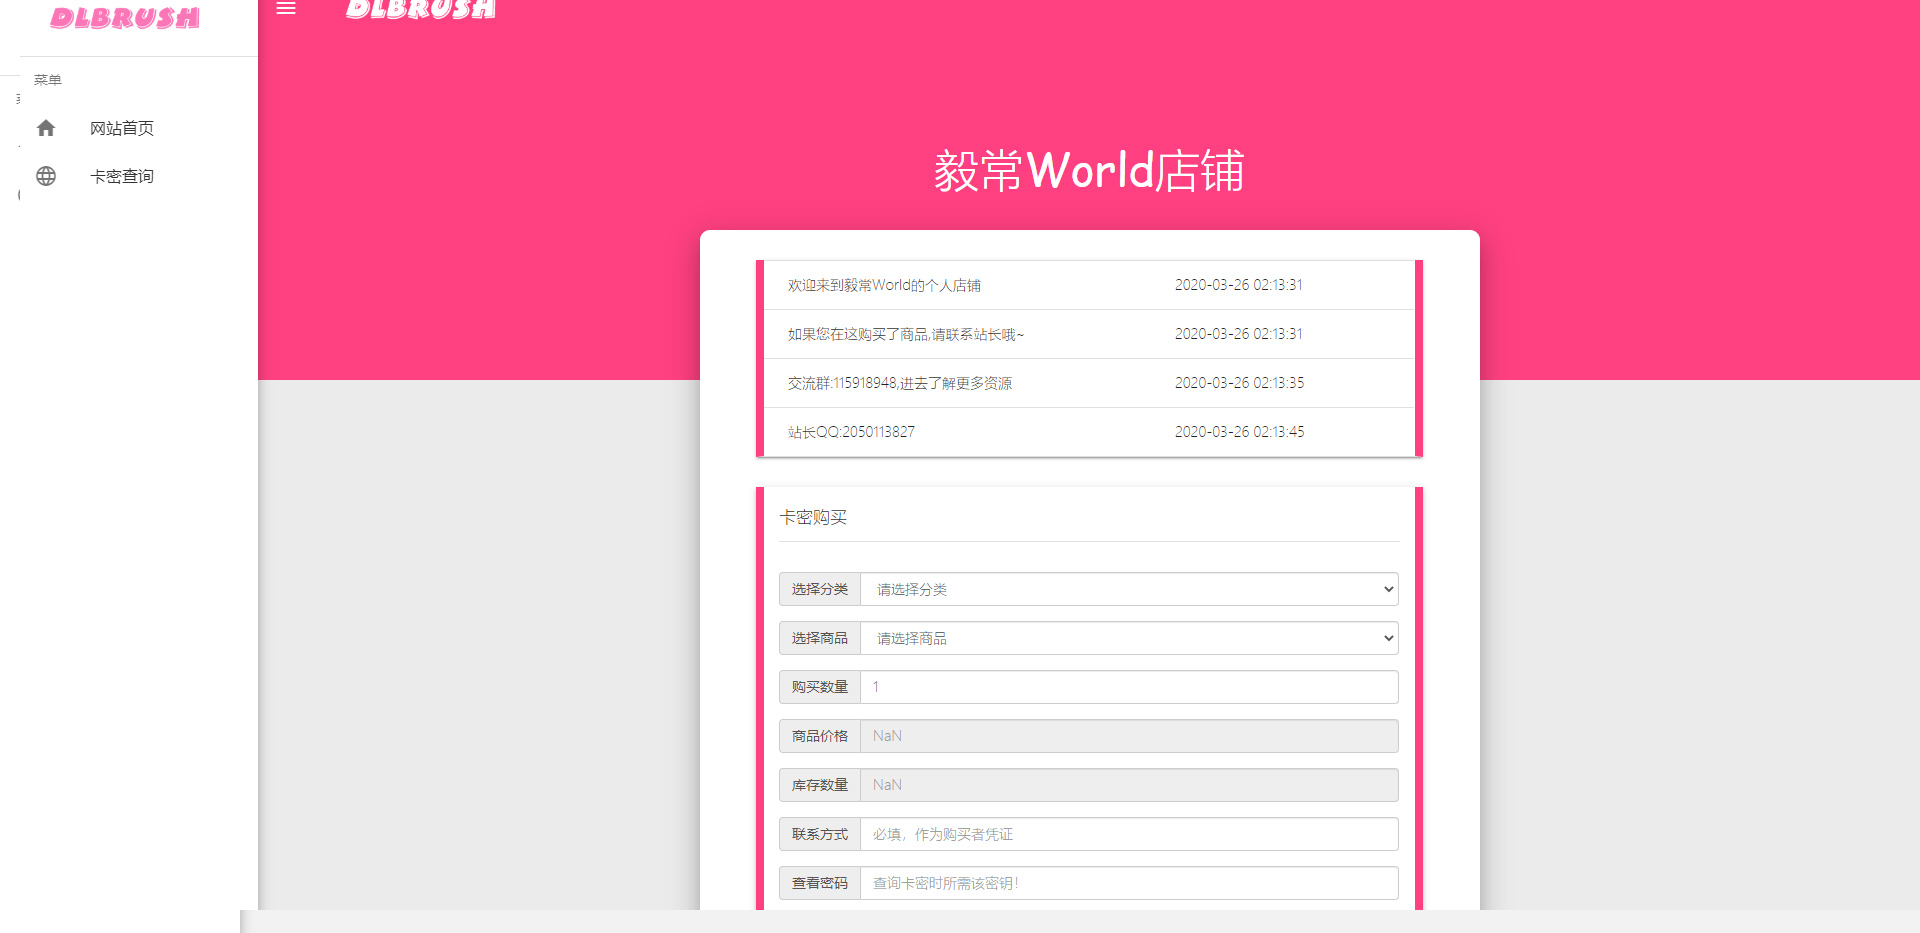 DLBRUSH
DLBRUSH
菜单
网站首页
卡密查询
毅常World店铺
欢迎来到毅常World的个人店铺 2020-03-26 02:13:31
如果您在这购买了商品,请联系站长哦~ 2020-03-26 02:13:31
交流群:115918948,进去了解更多资源 2020-03-26 02:13:35
站长QQ:2050113827 2020-03-26 02:13:45
卡密购买
选择分类 请选择分类
选择商品 请选择商品
购买数量 1
商品价格 NaN
库存数量 NaN
联系方式 必填，作为购买者凭证
查看密码 查询卡密时所需该密钥!